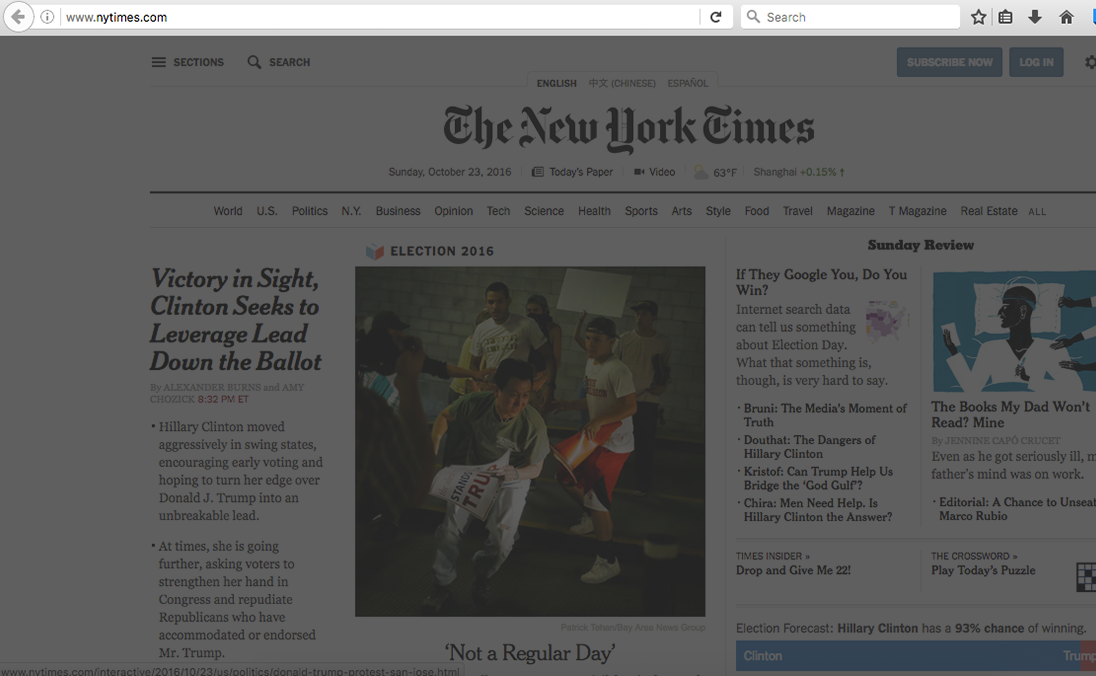 www.nytimes.com
Search
SECTIONS
SEARCH
SUBSCRIBE NOW
LOG IN
ENGLISH 中文 (CHINESE) ESPAÑOL
The New York Times
Sunday, October 23, 2016
Today's Paper
Video
63°F
Shanghai +0.15% ↑
World U.S. Politics N.Y. Business Opinion Tech Science Health Sports Arts Style Food Travel Magazine T Magazine Real Estate ALL
Victory in Sight,
Clinton Seeks to
Leverage Lead
Down the Ballot
By ALEXANDER BURNS and AMY
CHOZICK 8:32 PM ET
• Hillary Clinton moved
aggressively in swing states,
encouraging early voting and
hoping to turn her edge over
Donald J. Trump into an
unbreakable lead.
• At times, she is going
further, asking voters to
strengthen her hand in
Congress and repudiate
Republicans who have
accommodated or endorsed
Mr. Trump.
ELECTION 2016
STAND
TRU
Patrick Tehan/Bay Area News Group
‘Not a Regular Day’
Sunday Review
If They Google You, Do You
Win?
Internet search data
can tell us something
about Election Day.
What that something is,
though, is very hard to say.
• Bruni: The Media's Moment of
Truth
• Douthat: The Dangers of
Hillary Clinton
• Kristof: Can Trump Help Us
Bridge the ‘God Gulf’?
• Chira: Men Need Help. Is
Hillary Clinton the Answer?
The Books My Dad Won't
Read? Mine
By JENNINE CAPÓ CRUCET
Even as he got seriously ill, m
father's mind was on work.
• Editorial: A Chance to Unseat
Marco Rubio
TIMES INSIDER »
Drop and Give Me 22!
THE CROSSWORD »
Play Today's Puzzle
Election Forecast: Hillary Clinton has a 93% chance of winning.
Clinton
Trump
www.nytimes.com/interactive/2016/10/23/us/politics/donald-trump-protest-san-jose.html